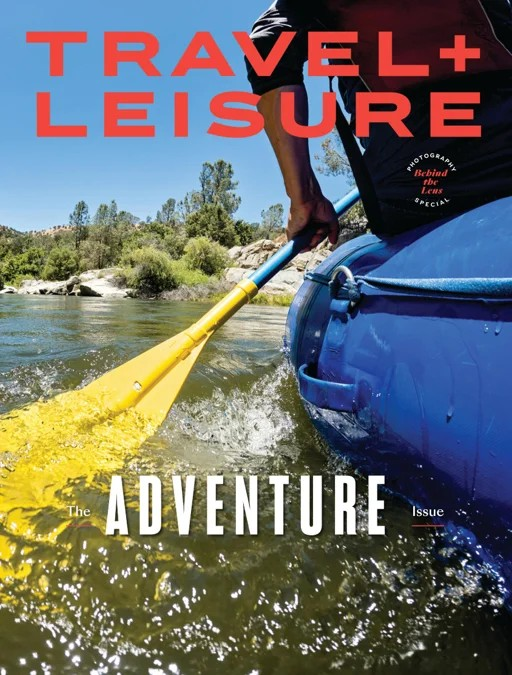 TRAVEL+
LEISURE
PHOTOGRAPHY
Behind
the
Lens
SPECIAL
The ADVENTURE Issue